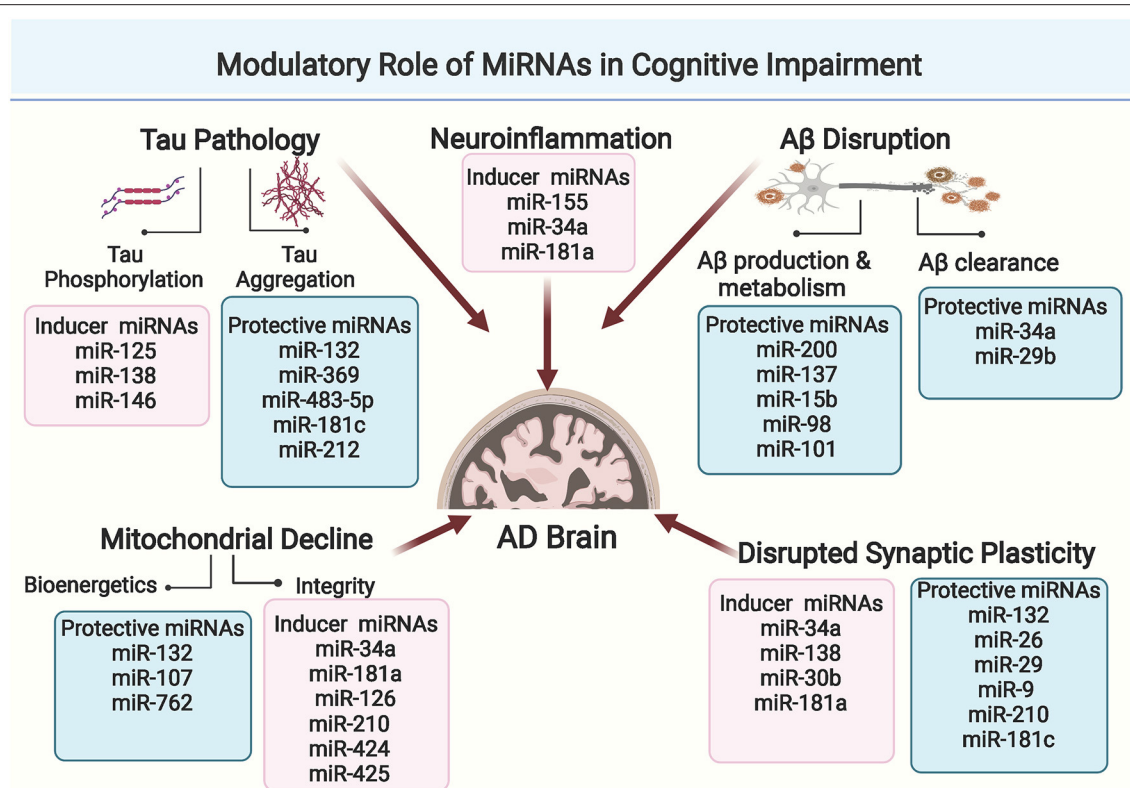 Modulatory Role of MiRNAs in Cognitive Impairment
Tau Pathology
Tau
Phosphorylation
Inducer miRNAs
miR-125
miR-138
miR-146
Tau
Aggregation
Protective miRNAs
miR-132
miR-369
miR-483-5p
miR-181c
miR-212
Neuroinflammation
Inducer miRNAs
miR-155
miR-34a
miR-181a
Aβ Disruption
Aβ production &
metabolism
Protective miRNAs
miR-200
miR-137
miR-15b
miR-98
miR-101
Aβ clearance
Protective miRNAs
miR-34a
miR-29b
AD Brain
Mitochondrial Decline
Bioenergetics
Protective miRNAs
miR-132
miR-107
miR-762
Integrity
Inducer miRNAs
miR-34a
miR-181a
miR-126
miR-210
miR-424
miR-425
Disrupted Synaptic Plasticity
Inducer miRNAs
miR-34a
miR-138
miR-30b
miR-181a
Protective miRNAs
miR-132
miR-26
miR-29
miR-9
miR-210
miR-181c